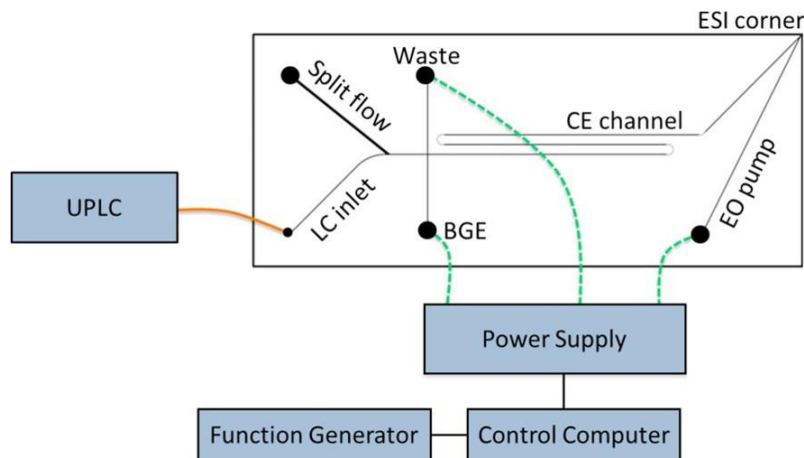 ESI corner
Waste
Split flow
CE channel
UPLC
LC inlet
BGE
EO pump
Power Supply
Function Generator
Control Computer